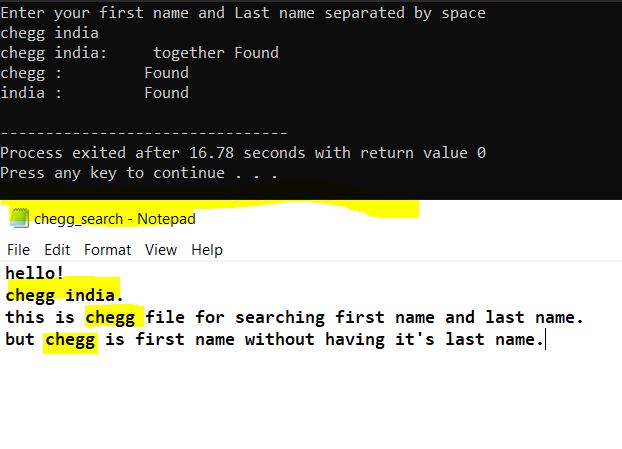 Enter your first name and Last name separated by space
chegg india
chegg india:     together Found
chegg :         Found
india :         Found
--------------------------------
Process exited after 16.78 seconds with return value 0
Press any key to continue . . .
chegg_search - Notepad
File Edit Format View Help
hello!
chegg india.
this is chegg file for searching first name and last name.
but chegg is first name without having it's last name.